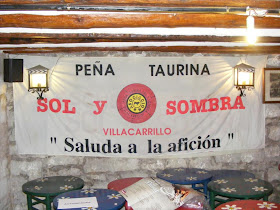 PEÑA TAURINA
SOL y SOMBRA
VILLACARRILLO
" Saluda a la afición "